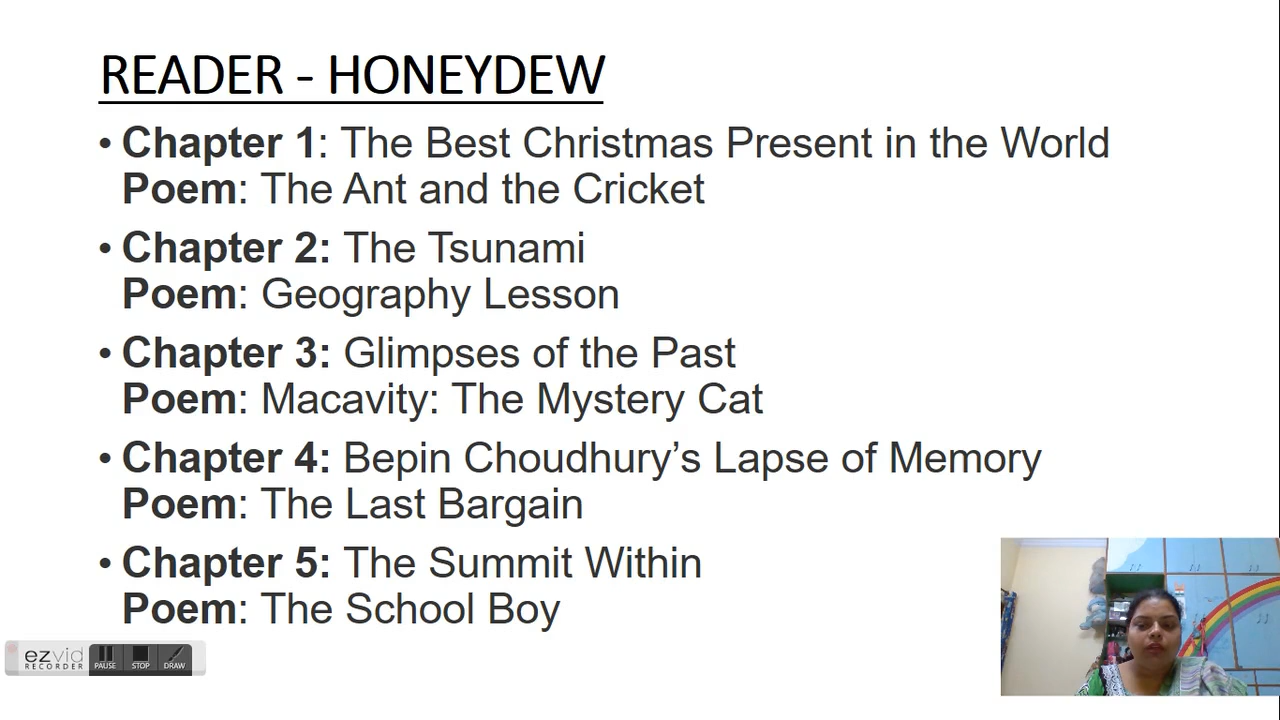 READER - HONEYDEW
• Chapter 1: The Best Christmas Present in the World
Poem: The Ant and the Cricket
• Chapter 2: The Tsunami
Poem: Geography Lesson
• Chapter 3: Glimpses of the Past
Poem: Macavity: The Mystery Cat
• Chapter 4: Bepin Choudhury’s Lapse of Memory
Poem: The Last Bargain
• Chapter 5: The Summit Within
Poem: The School Boy
ezvid
RECORDER
PAUSE STOP DRAW